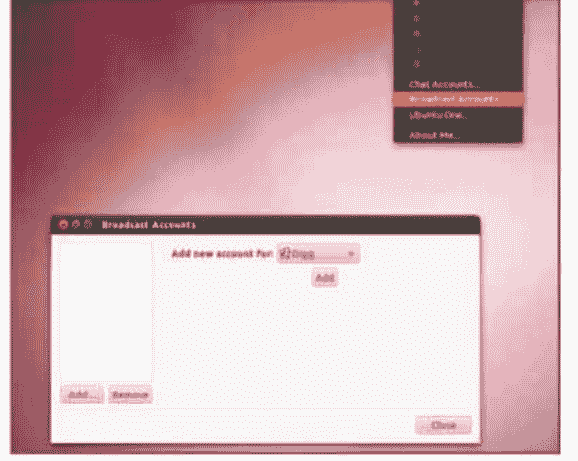 Chat Accounts...
Broadcast Accounts
Ubuntu One...
About Me...
Broadcast Accounts
Add new account for: Digg
Add
Add... Remove
Close